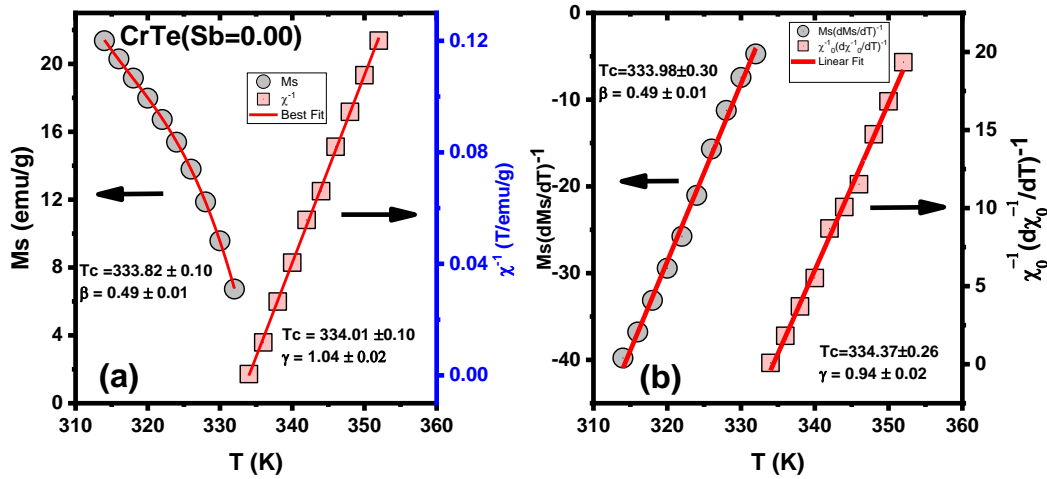 CrTe(Sb=0.00)
Ms
χ⁻¹
Best Fit
Tc = 333.82 ± 0.10
β = 0.49 ± 0.01
Tc = 334.01 ±0.10
γ = 1.04 ± 0.02
(a)
Ms (emu/g)
0
4
8
12
16
20
310 320 330 340 350 360
T (K)
0.00
0.04
0.08
0.12
χ⁻¹ (T/emu/g)
Ms(dMs/dT)^-1
χ⁻¹₀(dχ⁻¹₀/dT)^-1
Linear Fit
Tc=333.98±0.30
β = 0.49 ± 0.01
Tc=334.37±0.26
γ = 0.94 ± 0.02
(b)
Ms(dMs/dT)^-1
0
-10
-20
-30
-40
310 320 330 340 350 360
T (K)
20
10
0
χ₀⁻¹(dχ₀⁻¹/dT)^-1